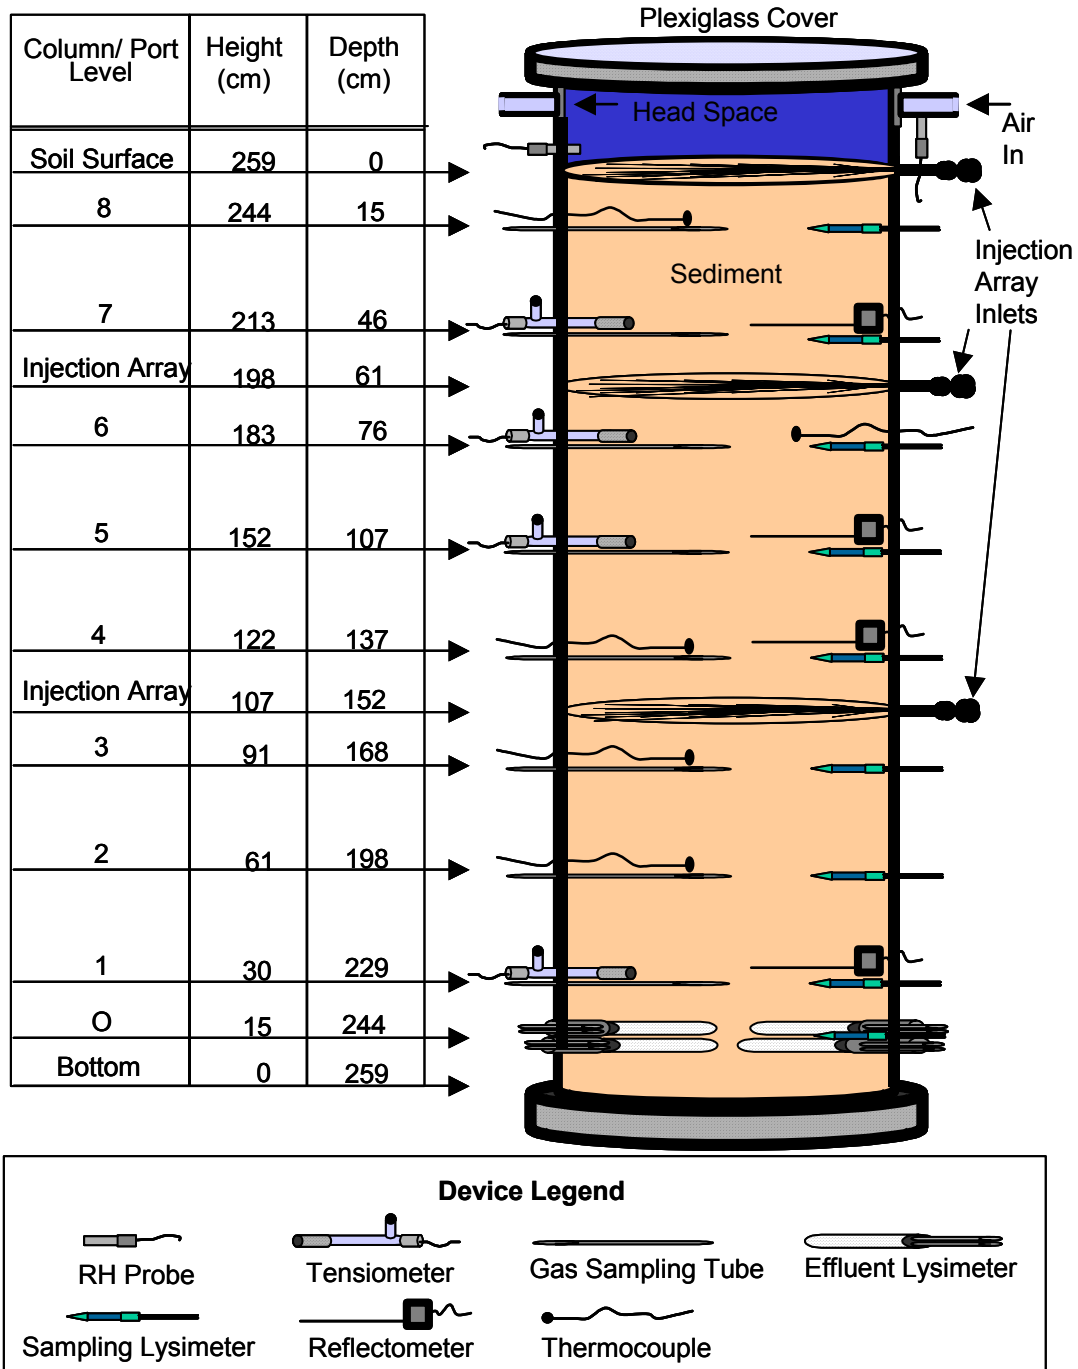 Plexiglass Cover
Column/ Port Level
Height (cm)
Depth (cm)
Head Space
Air In
Soil Surface 259 0
8 244 15
Injection Array Inlets
Sediment
7 213 46
Injection Array 198 61
6 183 76
5 152 107
4 122 137
Injection Array 107 152
3 91 168
2 61 198
1 30 229
O 15 244
Bottom 0 259
Device Legend
RH Probe
Tensiometer
Gas Sampling Tube
Effluent Lysimeter
Sampling Lysimeter
Reflectometer
Thermocouple